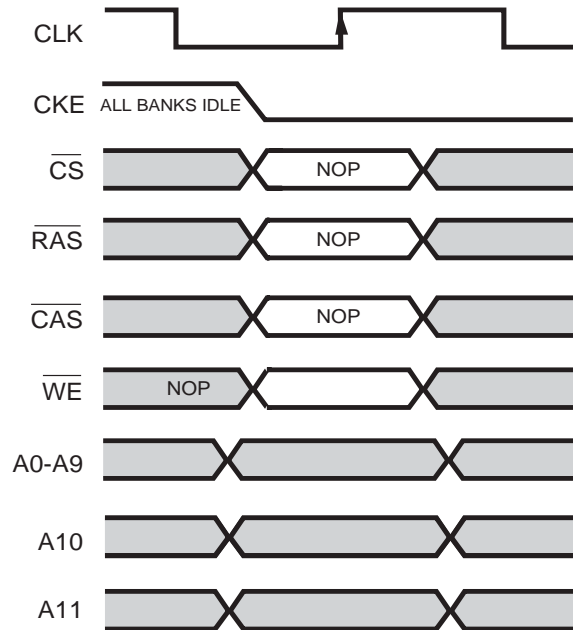 CLK
CKE ALL BANKS IDLE
CS NOP
RAS NOP
CAS NOP
WE NOP
A0-A9
A10
A11